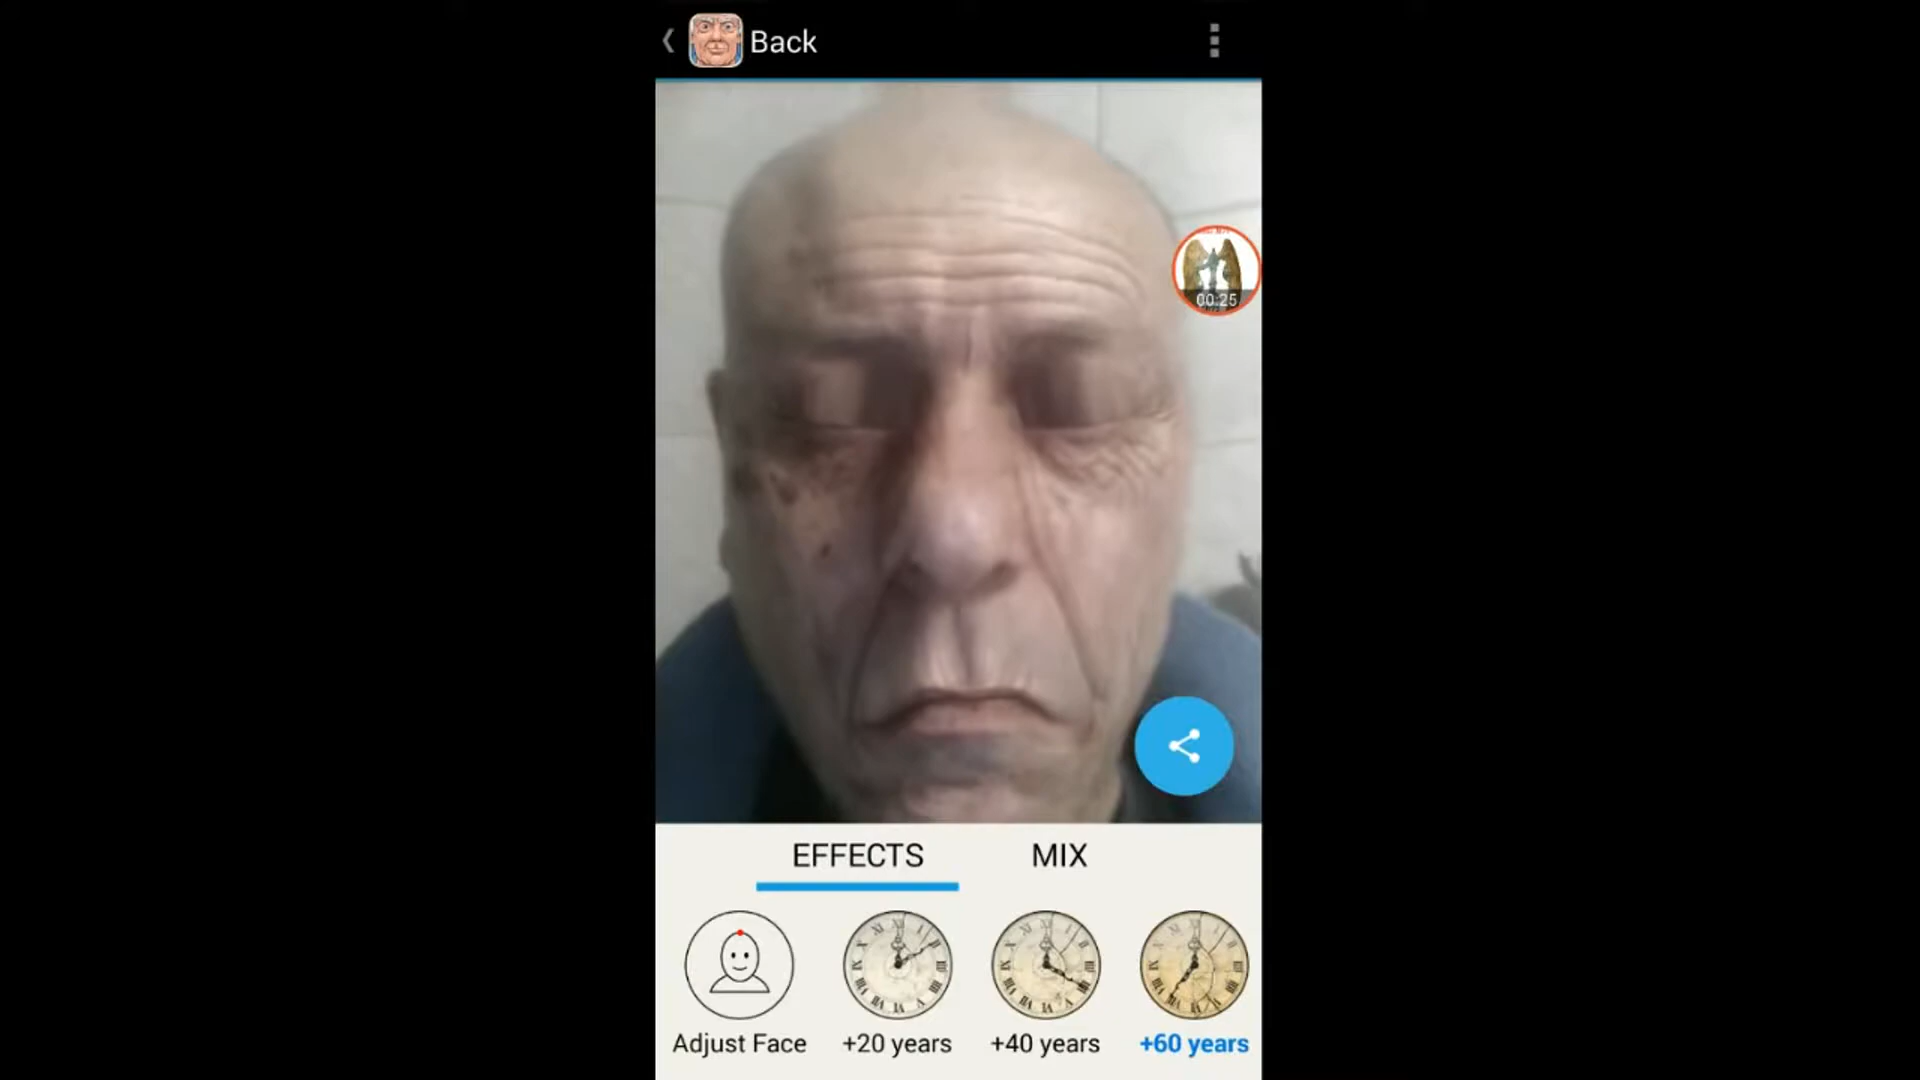 Back
00:25
EFFECTS
MIX
Adjust Face
+20 years
+40 years
+60 years